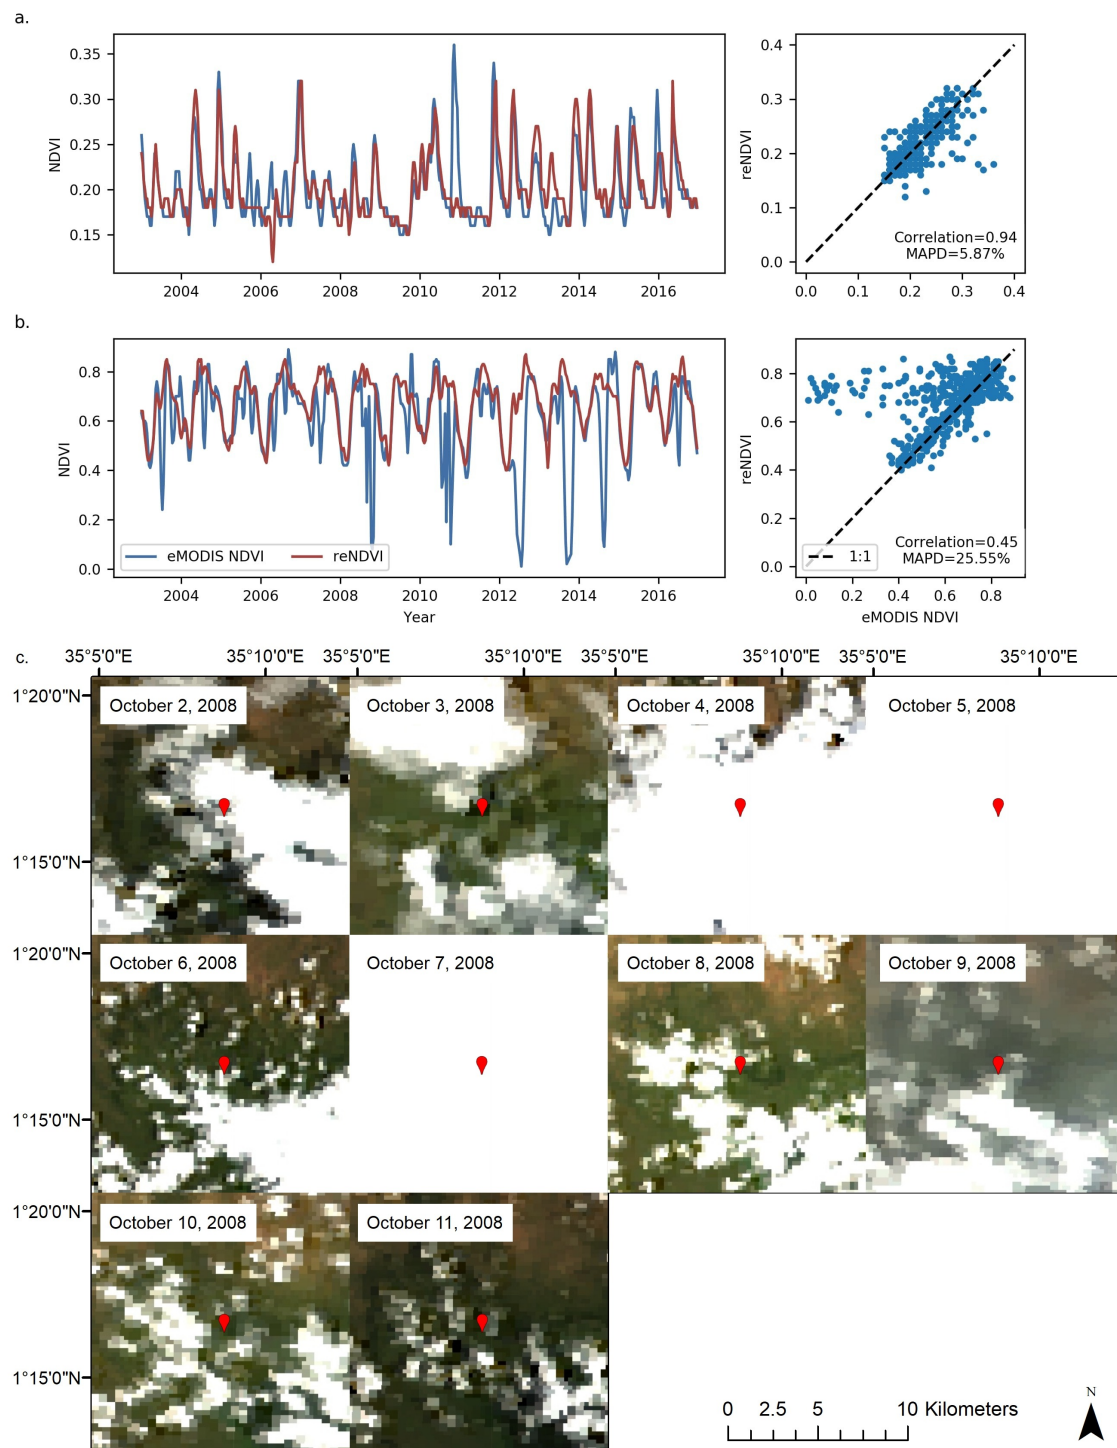 a.
NDVI
0.35
0.30
0.25
0.20
0.15
2004 2006 2008 2010 2012 2014 2016
reNDVI
0.4
0.3
0.2
0.1
0.0
Correlation=0.94
MAPD=5.87%
0.0 0.1 0.2 0.3 0.4
b.
NDVI
0.8
0.6
0.4
0.2
0.0
eMODIS NDVI reNDVI
2004 2006 2008 2010 2012 2014 2016
Year
reNDVI
0.8
0.6
0.4
0.2
0.0
Correlation=0.45
MAPD=25.55%
1:1
0.0 0.2 0.4 0.6 0.8
eMODIS NDVI
c.
35°5'0"E 35°10'0"E 35°5'0"E 35°10'0"E 35°5'0"E 35°10'0"E 35°5'0"E 35°10'0"E
1°20'0"N
October 2, 2008 October 3, 2008 October 4, 2008 October 5, 2008
1°15'0"N
1°20'0"N
October 6, 2008 October 7, 2008 October 8, 2008 October 9, 2008
1°15'0"N
1°20'0"N
October 10, 2008 October 11, 2008
1°15'0"N
N
0 2.5 5 10 Kilometers